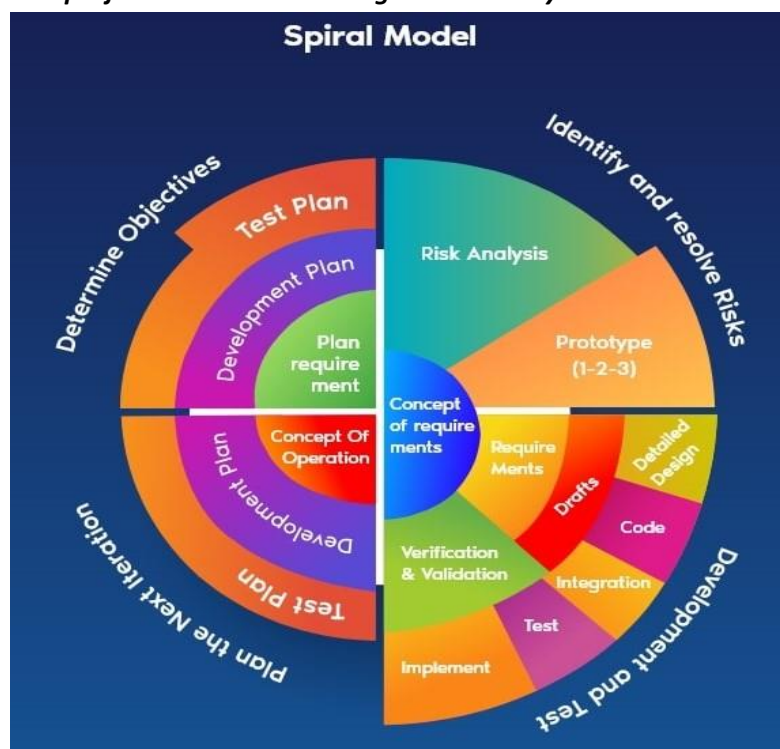 Spiral Model
Determine Objectives
Identify and resolve Risks
Test Plan
Development Plan
Plan
require
ment
Risk Analysis
Prototype
(1-2-3)
Concept
of require
ments
Concept Of
Operation
Development Plan
Test Plan
Plan the Next Iteration
Require
Ments
Drafts
Detailed
Design
Code
Integration
Verification
& Validation
Test
Implement
Development and Test